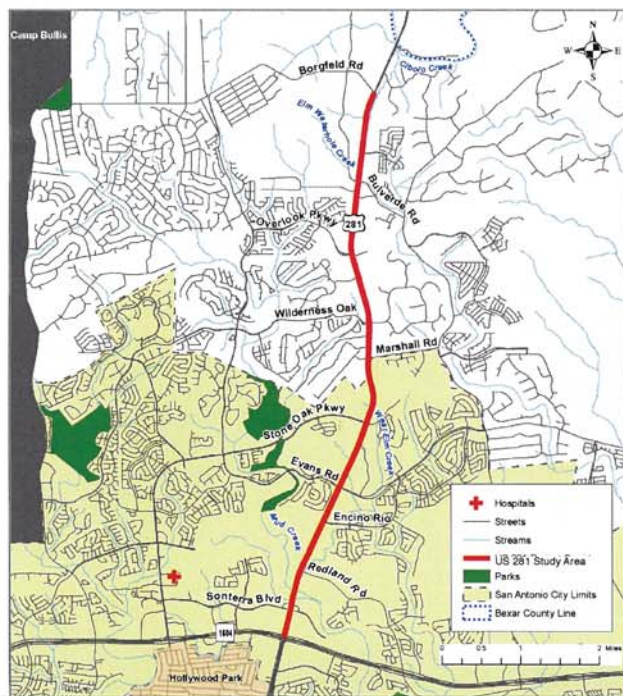 Camp Bullis
N
W E
S
Borgfeld Rd
Cibolo Creek
Elm Waterhole Creek
Bulverde Rd
Overlook Pkwy
281
Wilderness Oak
Marshall Rd
Stone Oak Pkwy
West Elm Creek
Evans Rd
Encino Rio
Mud Creek
Redland Rd
Sonterra Blvd
1604
Hollywood Park
Hospitals
Streets
Streams
US 281 Study Area
Parks
San Antonio City Limits
Bexar County Line
0 0.5 1 2
Miles